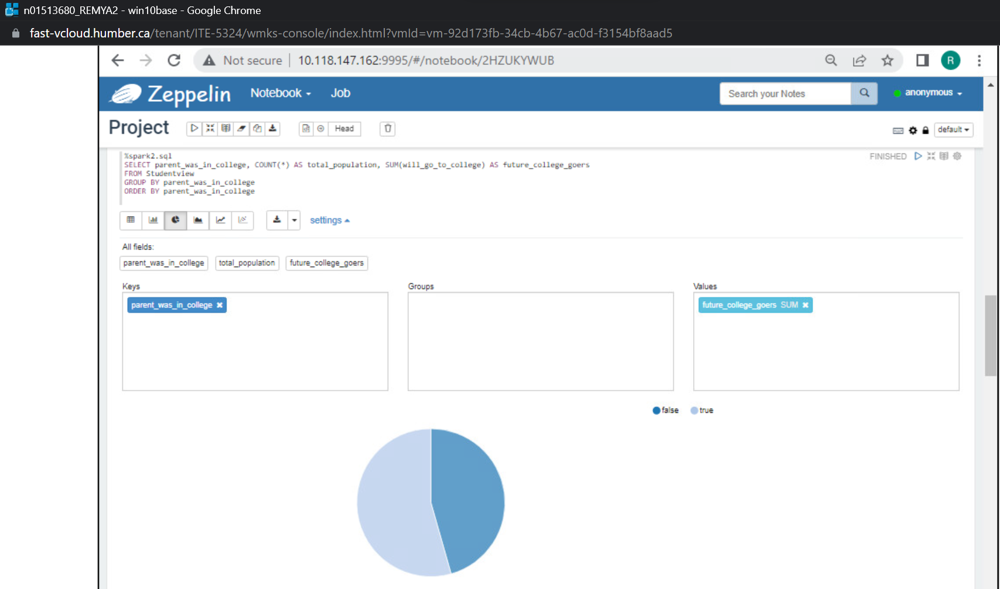 n01513680_REMYA2 - win10base - Google Chrome
fast-vcloud.humber.ca/tenant/ITE-5324/wmks-console/index.html?vmId=vm-92d173fb-34cb-4b67-ac0d-f3154bf8aad5
Not secure 10.118.147.162:9995/#/notebook/2HZUKYWUB
R
Zeppelin Notebook Job Search your Notes anonymous
Project Head default
%spark2.sql FINISHED
SELECT parent_was_in_college, COUNT(*) AS total_population, SUM(will_go_to_college) AS future_college_goers
FROM Studentview
GROUP BY parent_was_in_college
ORDER BY parent_was_in_college
settings
All fields:
parent_was_in_college total_population future_college_goers
Keys Groups Values
parent_was_in_college future_college_goers SUM
false true